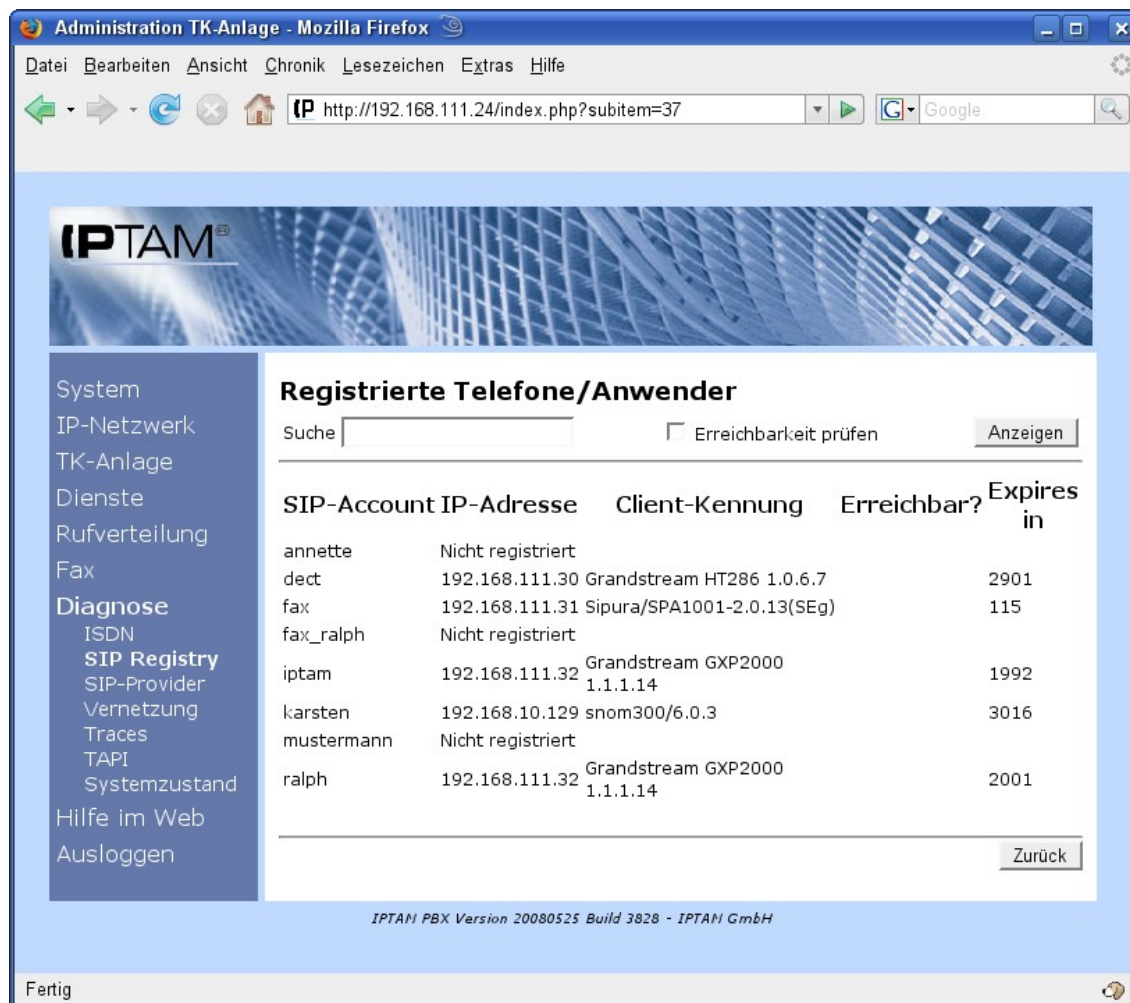 Administration TK-Anlage - Mozilla Firefox
Datei Bearbeiten Ansicht Chronik Lesezeichen Extras Hilfe
(P http://192.168.111.24/index.php?subitem=37 G Google
IPTAM®
System
IP-Netzwerk
TK-Anlage
Dienste
Rufverteilung
Fax
Diagnose
ISDN
SIP Registry
SIP-Provider
Vernetzung
Traces
TAPI
Systemzustand
Hilfe im Web
Ausloggen
Registrierte Telefone/Anwender
Suche Erreichbarkeit prüfen Anzeigen
SIP-Account IP-Adresse Client-Kennung Erreichbar? Expires in
annette Nicht registriert
dect 192.168.111.30 Grandstream HT286 1.0.6.7 2901
fax 192.168.111.31 Sipura/SPA1001-2.0.13(SEg) 115
fax_ralph Nicht registriert
iptam 192.168.111.32 Grandstream GXP2000 1.1.1.14 1992
karsten 192.168.10.129 snom300/6.0.3 3016
mustermann Nicht registriert
ralph 192.168.111.32 Grandstream GXP2000 1.1.1.14 2001
Zurück
IPTAM PBX Version 20080525 Build 3828 - IPTAM GmbH
Fertig